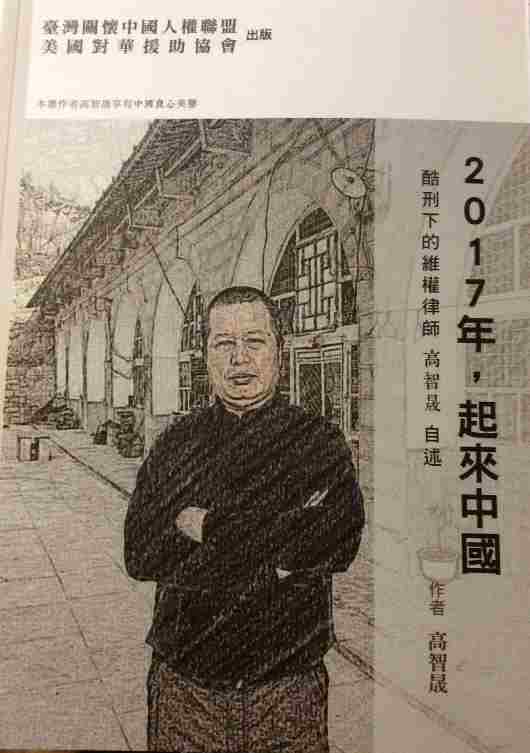 臺灣關懷中國人權聯盟
美國對華援助協會
出版
本書作者高智晟享有中國良心美譽
2017年，起來中國
酷刑下的維權律師 高智晟 自述
作者 高智晟